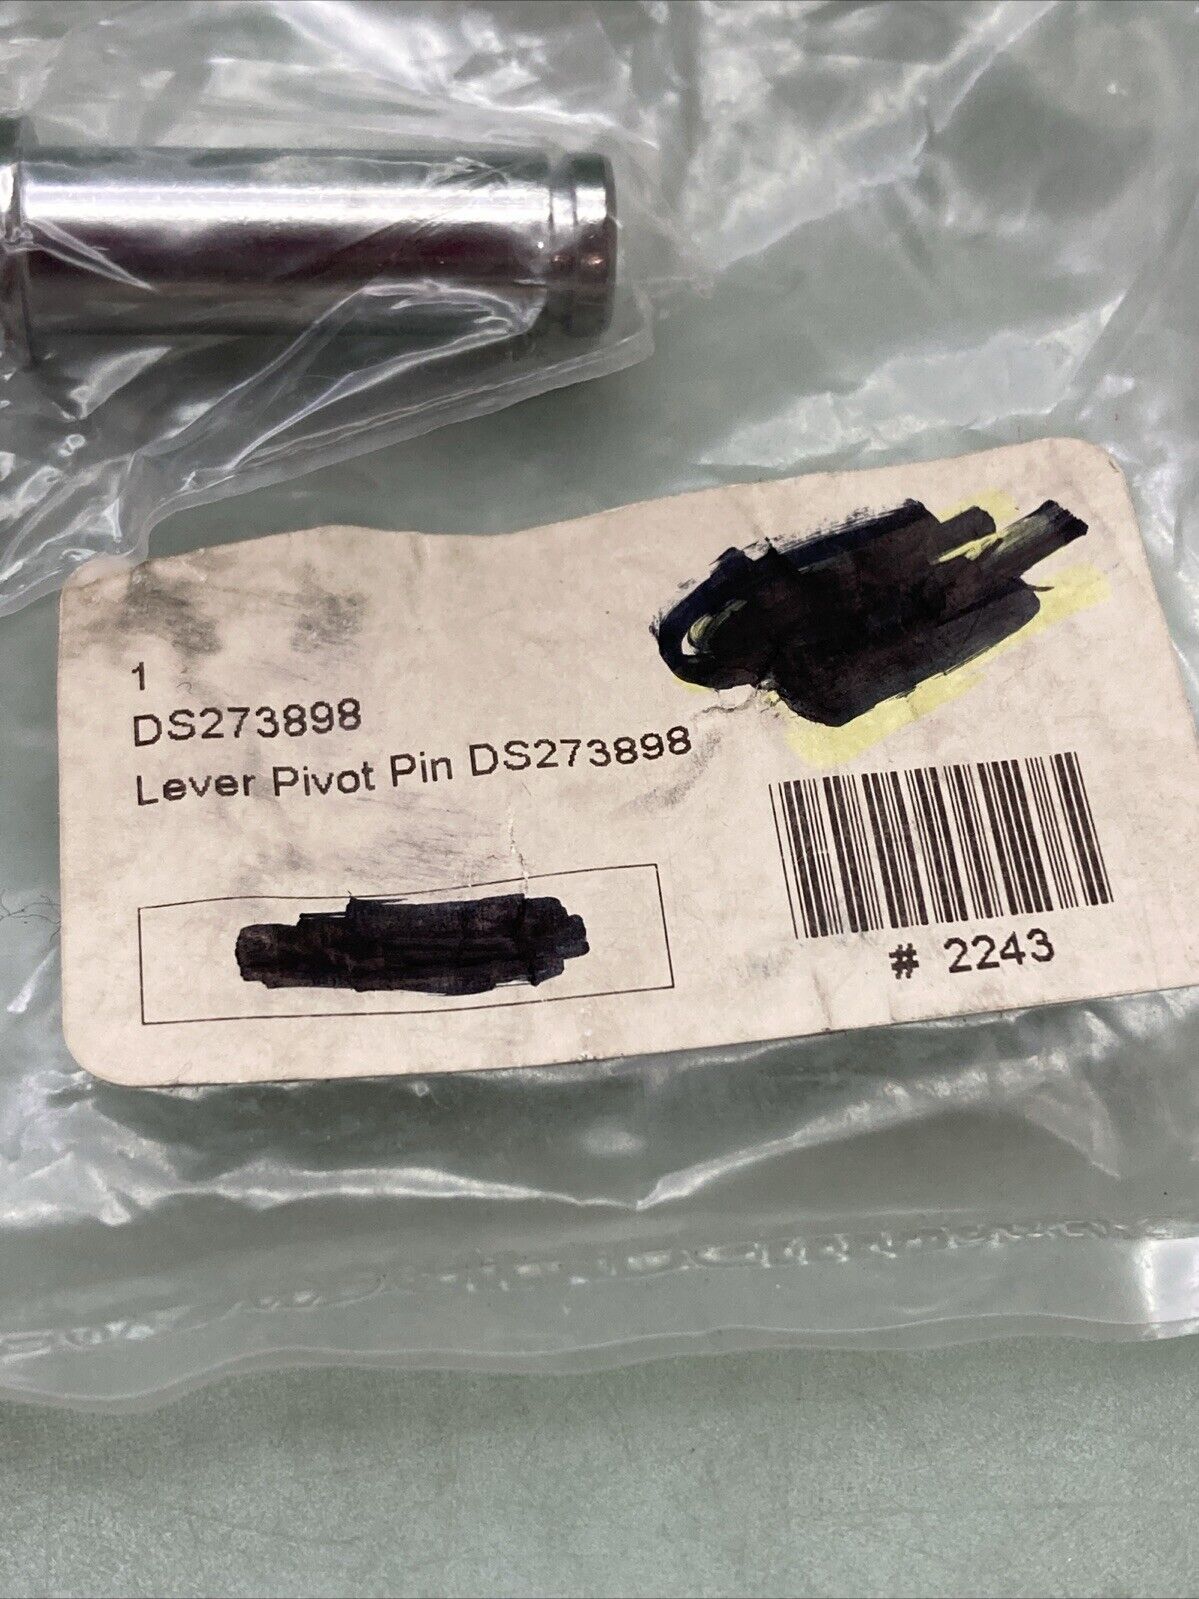 1
DS273898
Lever Pivot Pin DS273898
# 2243